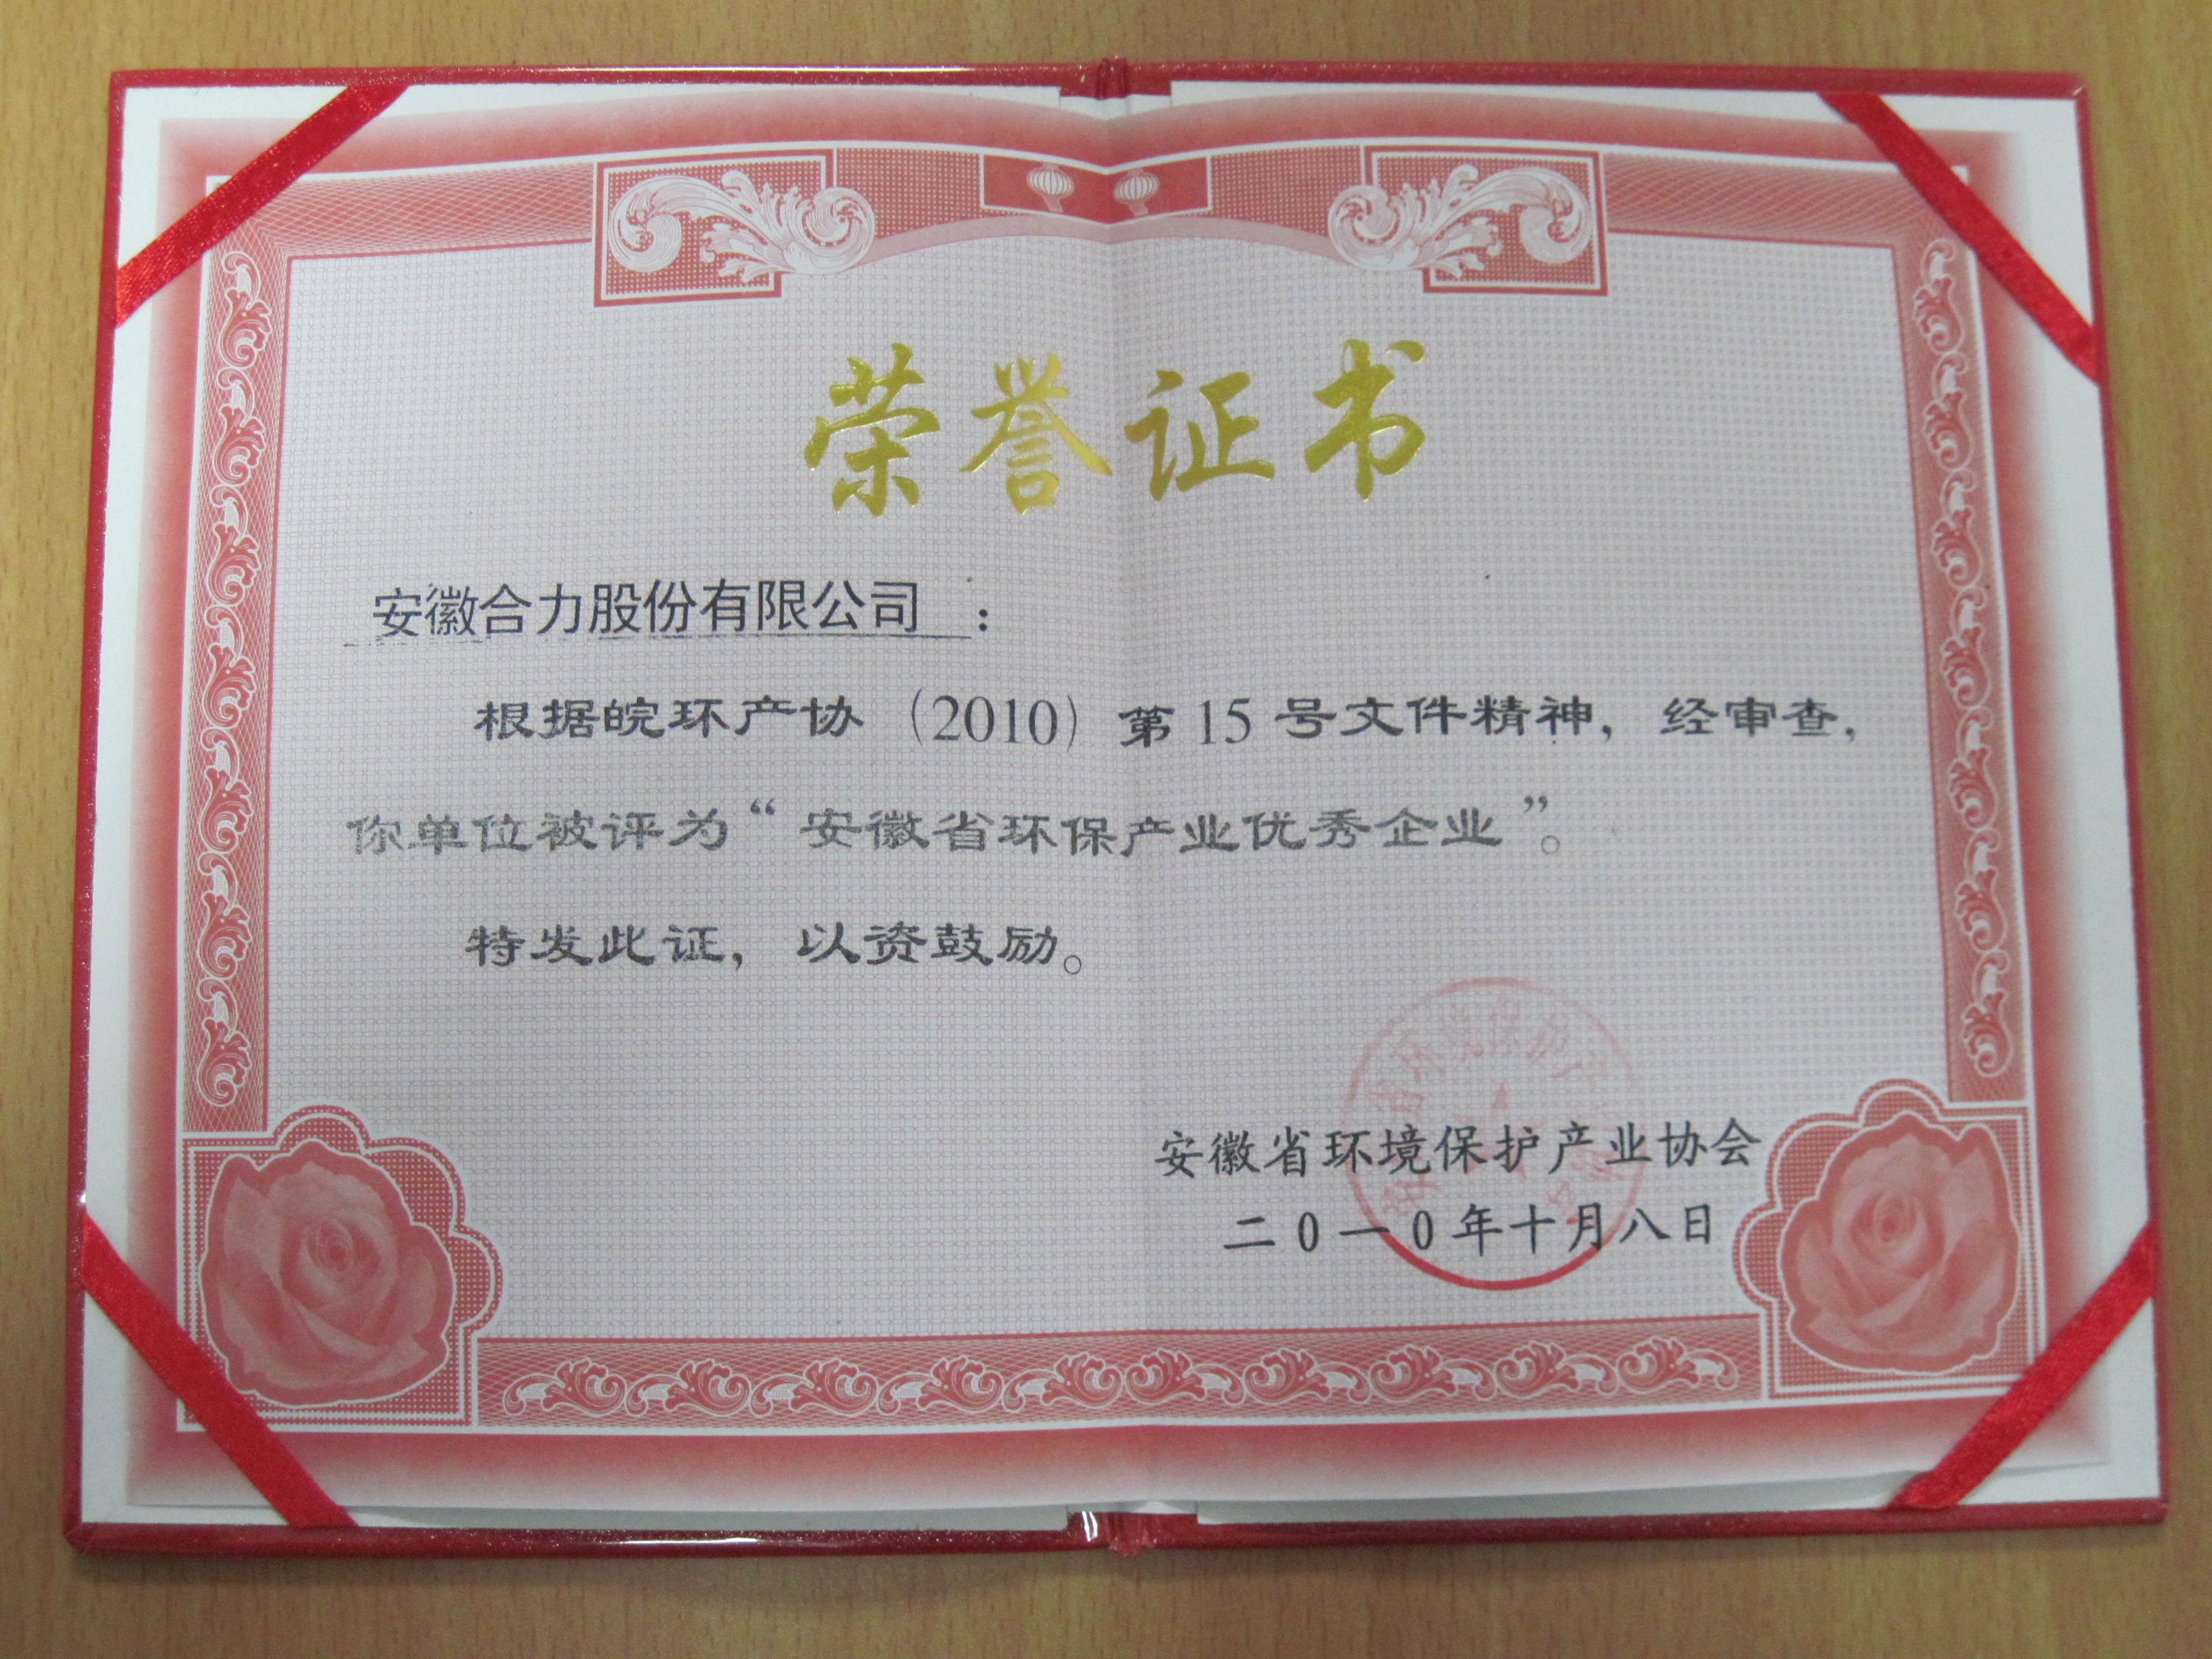 荣誉证书
安徽合力股份有限公司：
根据皖环产协（2010）第15号文件精神，经审查，
你单位被评为“安徽省环保产业优秀企业”。
特发此证，以资鼓励。
安徽省环境保护产业协会
二0一0年十月八日